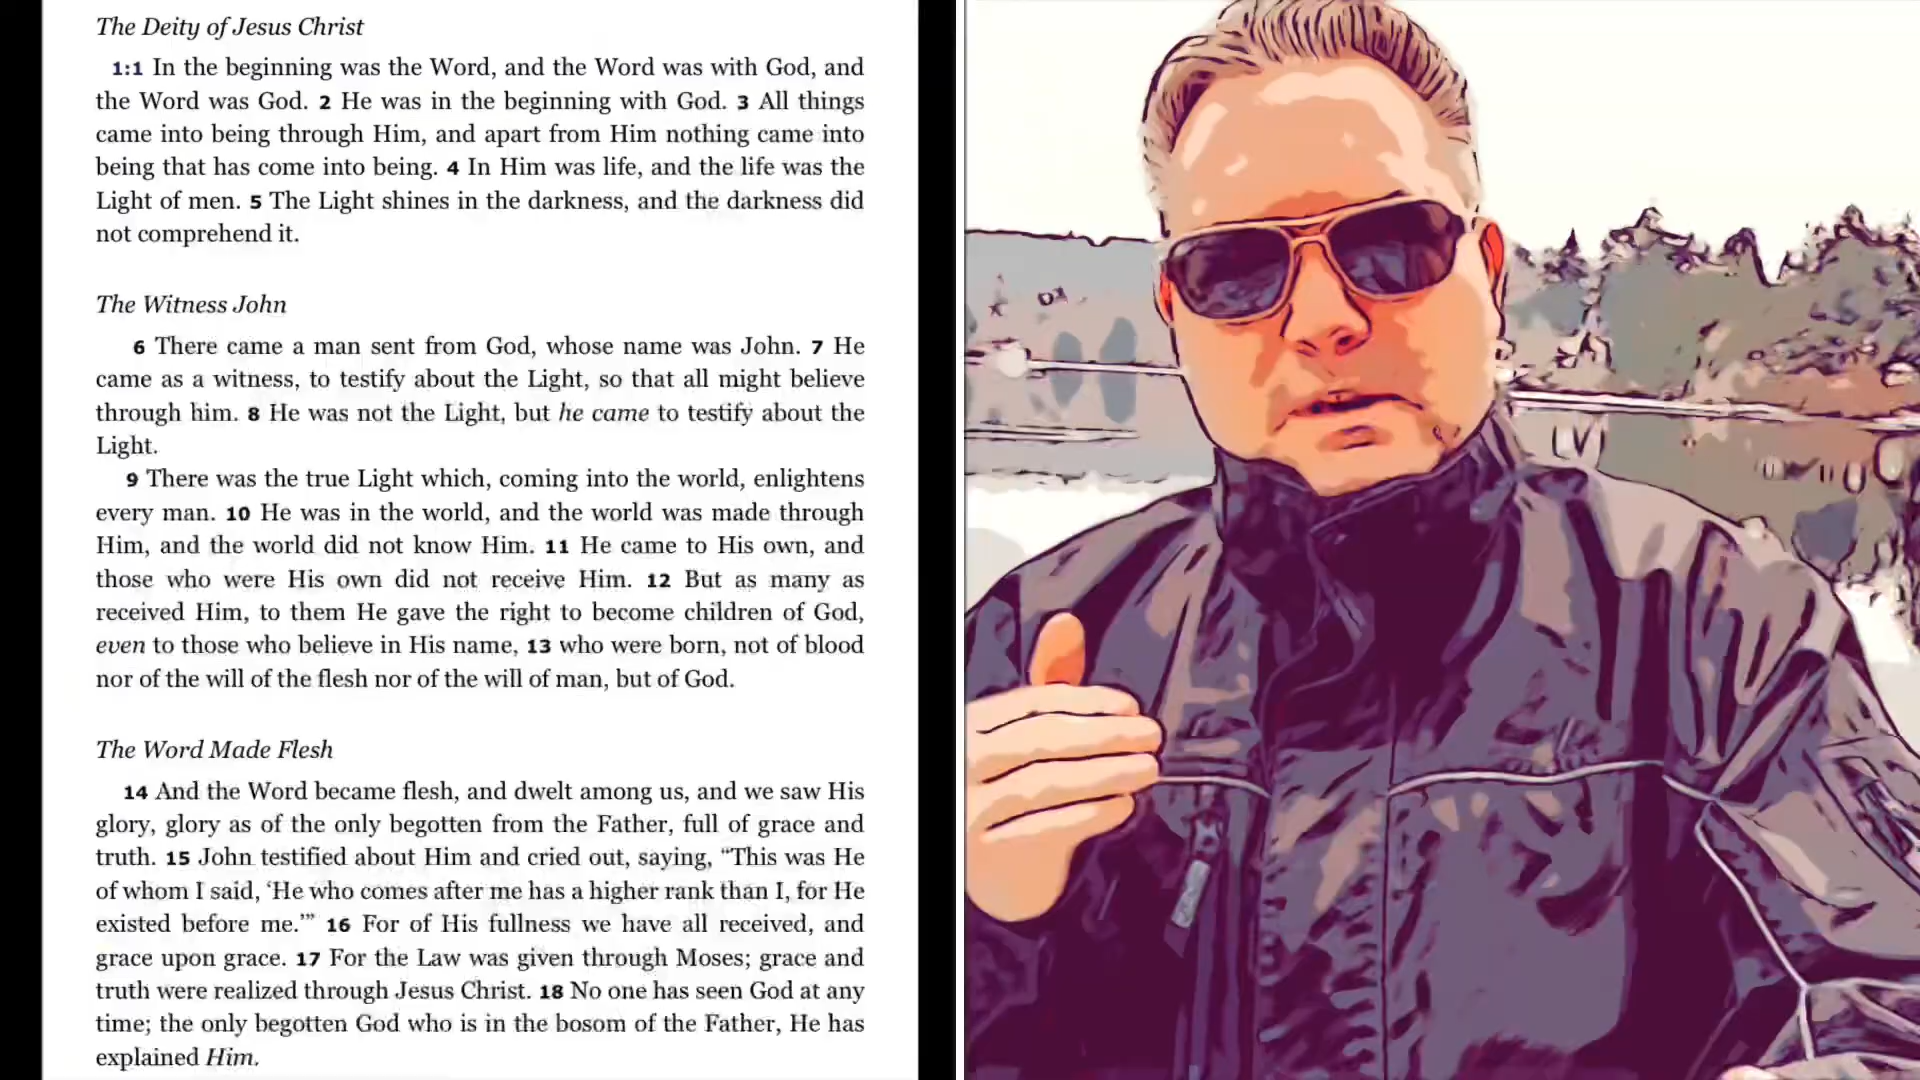 The Deity of Jesus Christ
1:1 In the beginning was the Word, and the Word was with God, and
the Word was God. 2 He was in the beginning with God. 3 All things
came into being through Him, and apart from Him nothing came into
being that has come into being. 4 In Him was life, and the life was the
Light of men. 5 The Light shines in the darkness, and the darkness did
not comprehend it.
The Witness John
6 There came a man sent from God, whose name was John. 7 He
came as a witness, to testify about the Light, so that all might believe
through him. 8 He was not the Light, but he came to testify about the
Light.
9 There was the true Light which, coming into the world, enlightens
every man. 10 He was in the world, and the world was made through
Him, and the world did not know Him. 11 He came to His own, and
those who were His own did not receive Him. 12 But as many as
received Him, to them He gave the right to become children of God,
even to those who believe in His name, 13 who were born, not of blood
nor of the will of the flesh nor of the will of man, but of God.
The Word Made Flesh
14 And the Word became flesh, and dwelt among us, and we saw His
glory, glory as of the only begotten from the Father, full of grace and
truth. 15 John testified about Him and cried out, saying, “This was He
of whom I said, ‘He who comes after me has a higher rank than I, for He
existed before me.’” 16 For of His fullness we have all received, and
grace upon grace. 17 For the Law was given through Moses; grace and
truth were realized through Jesus Christ. 18 No one has seen God at any
time; the only begotten God who is in the bosom of the Father, He has
explained Him.